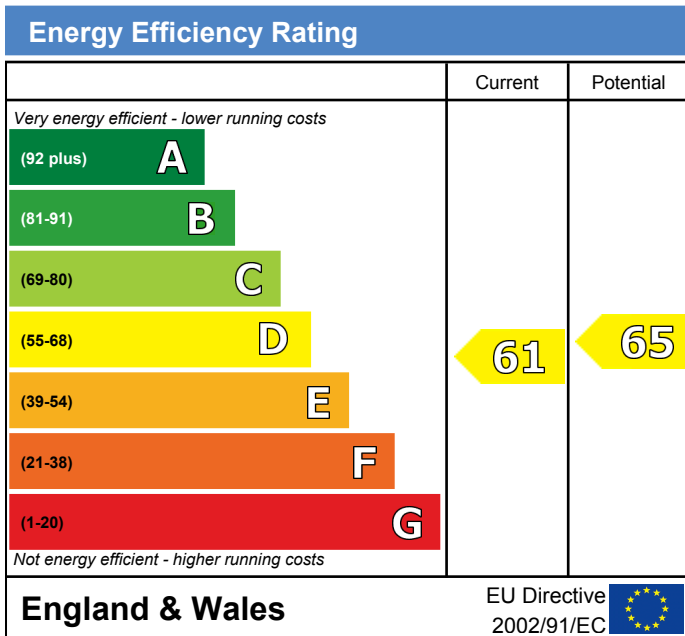 Energy Efficiency Rating
Current Potential
Very energy efficient - lower running costs
(92 plus) A
(81-91) B
(69-80) C
(55-68) D
61 65
(39-54) E
(21-38) F
(1-20) G
Not energy efficient - higher running costs
England & Wales
EU Directive
2002/91/EC